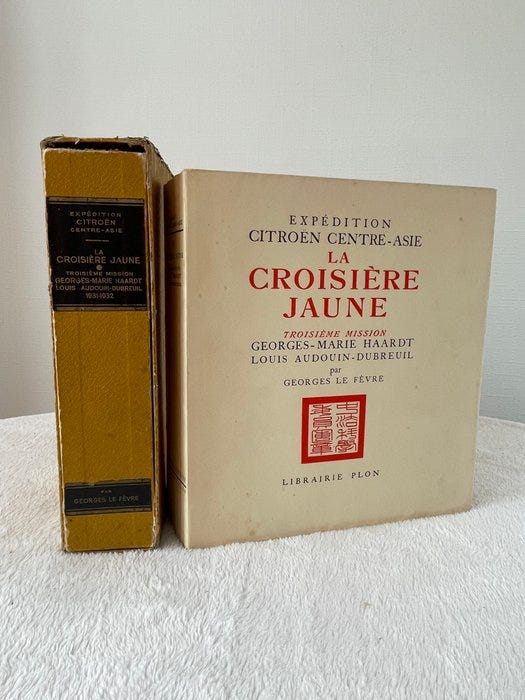 EXPÉDITION
CITROËN
CENTRE-ASIE
LA
CROISIÈRE JAUNE
TROISIÈME MISSION
GEORGES-MARIE HAARDT
LOUIS AUDOUIN-DUBREUIL
1931-1932
PAR
GEORGES LE FÈVRE
EXPÉDITION
CITROËN CENTRE-ASIE
LA
CROISIÈRE
JAUNE
TROISIÈME MISSION
GEORGES-MARIE HAARDT
LOUIS AUDOUIN-DUBREUIL
par
GEORGES LE FÈVRE
LIBRAIRIE PLON